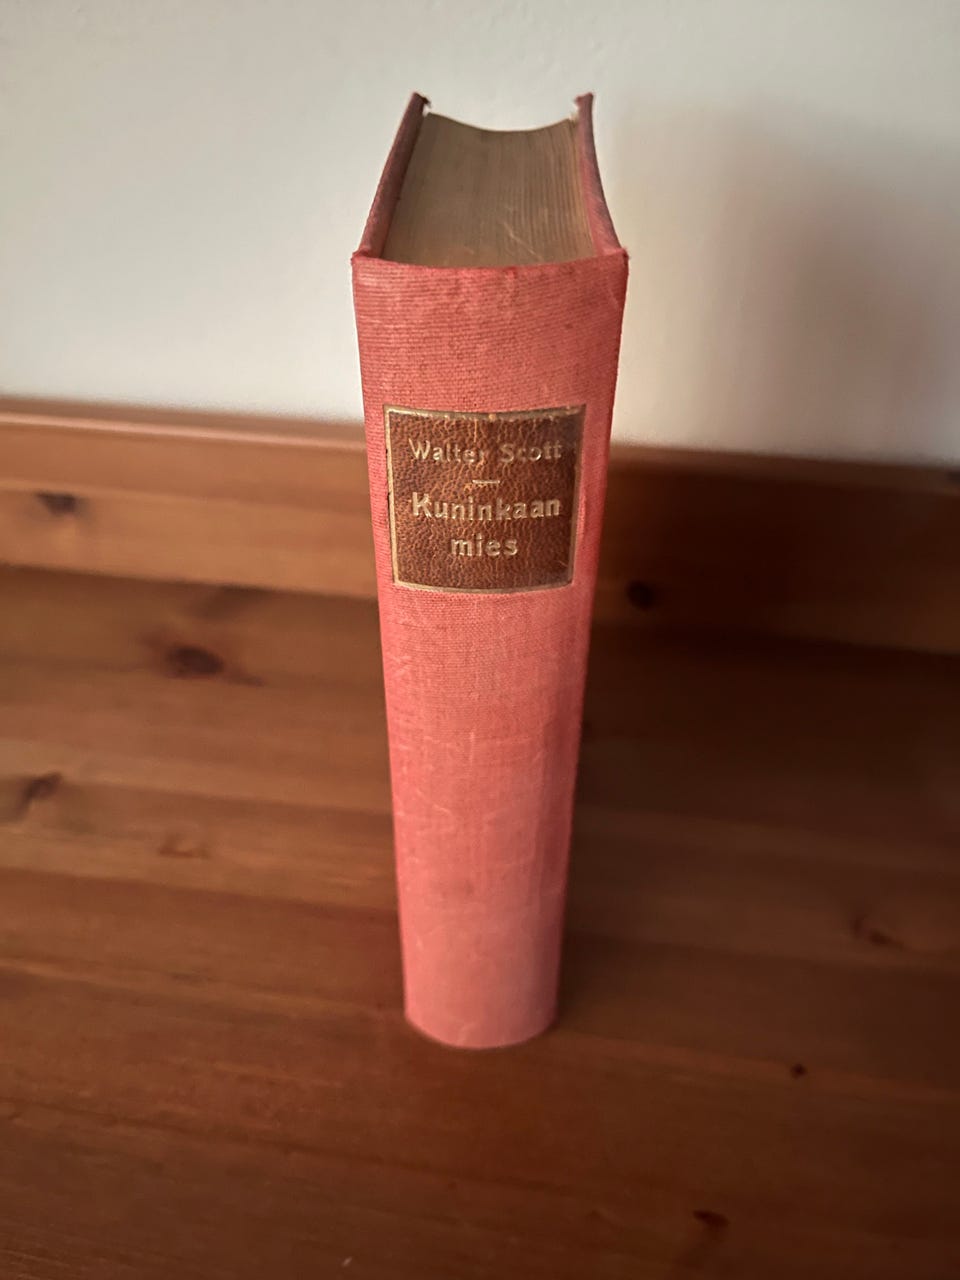 Walter Scott
—
Kuninkaan
mies